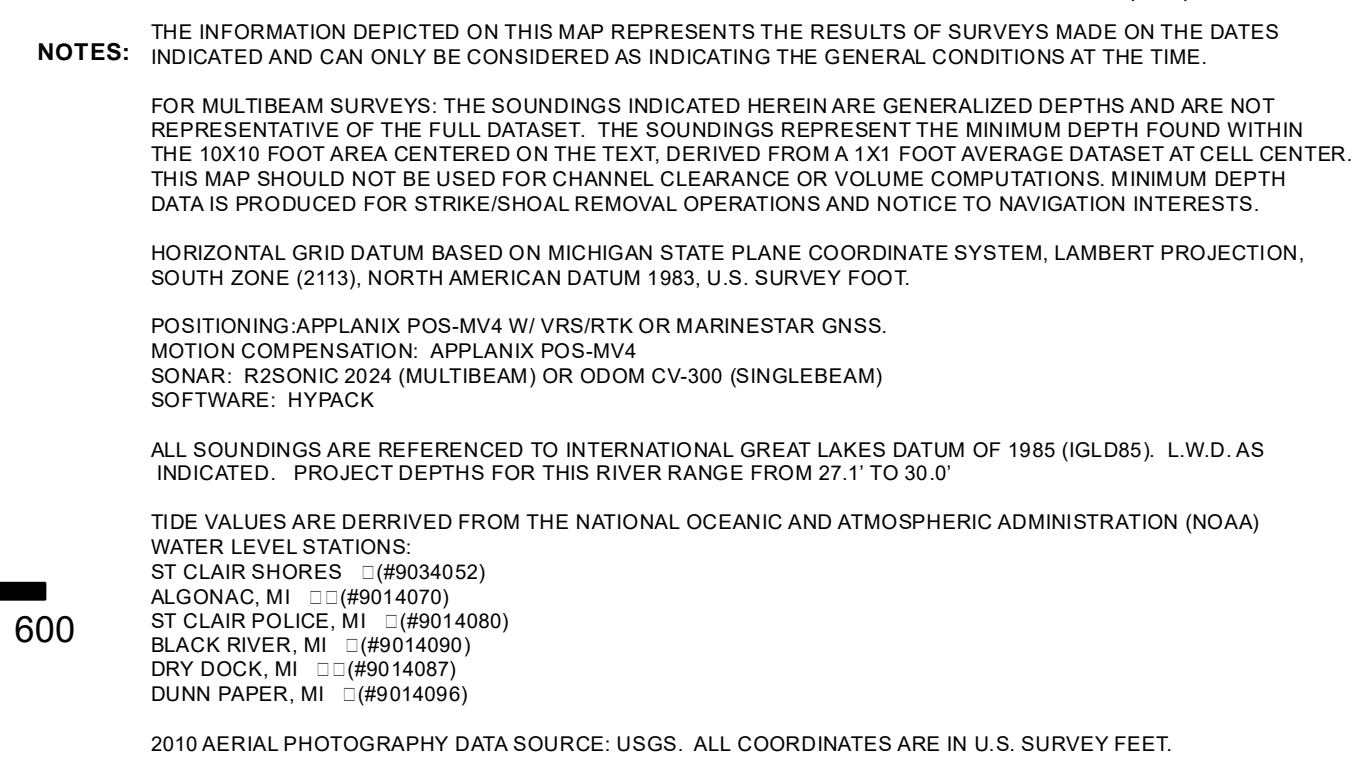 THE INFORMATION DEPICTED ON THIS MAP REPRESENTS THE RESULTS OF SURVEYS MADE ON THE DATES
NOTES: INDICATED AND CAN ONLY BE CONSIDERED AS INDICATING THE GENERAL CONDITIONS AT THE TIME.
FOR MULTIBEAM SURVEYS: THE SOUNDINGS INDICATED HEREIN ARE GENERALIZED DEPTHS AND ARE NOT
REPRESENTATIVE OF THE FULL DATASET. THE SOUNDINGS REPRESENT THE MINIMUM DEPTH FOUND WITHIN
THE 10X10 FOOT AREA CENTERED ON THE TEXT, DERIVED FROM A 1X1 FOOT AVERAGE DATASET AT CELL CENTER.
THIS MAP SHOULD NOT BE USED FOR CHANNEL CLEARANCE OR VOLUME COMPUTATIONS. MINIMUM DEPTH
DATA IS PRODUCED FOR STRIKE/SHOAL REMOVAL OPERATIONS AND NOTICE TO NAVIGATION INTERESTS.
HORIZONTAL GRID DATUM BASED ON MICHIGAN STATE PLANE COORDINATE SYSTEM, LAMBERT PROJECTION,
SOUTH ZONE (2113), NORTH AMERICAN DATUM 1983, U.S. SURVEY FOOT.
POSITIONING:APPLANIX POS-MV4 W/ VRS/RTK OR MARINESTAR GNSS.
MOTION COMPENSATION: APPLANIX POS-MV4
SONAR: R2SONIC 2024 (MULTIBEAM) OR ODOM CV-300 (SINGLEBEAM)
SOFTWARE: HYPACK
ALL SOUNDINGS ARE REFERENCED TO INTERNATIONAL GREAT LAKES DATUM OF 1985 (IGLD85). L.W.D. AS
INDICATED. PROJECT DEPTHS FOR THIS RIVER RANGE FROM 27.1’ TO 30.0’
TIDE VALUES ARE DERRIVED FROM THE NATIONAL OCEANIC AND ATMOSPHERIC ADMINISTRATION (NOAA)
WATER LEVEL STATIONS:
ST CLAIR SHORES □(#9034052)
ALGONAC, MI □□(#9014070)
ST CLAIR POLICE, MI □(#9014080)
BLACK RIVER, MI □(#9014090)
DRY DOCK, MI □□(#9014087)
DUNN PAPER, MI □(#9014096)
600
2010 AERIAL PHOTOGRAPHY DATA SOURCE: USGS. ALL COORDINATES ARE IN U.S. SURVEY FEET.